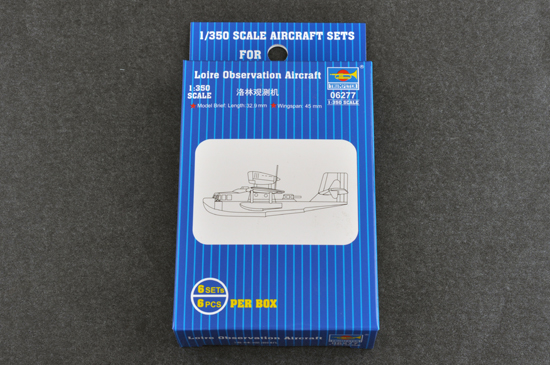 1/350 SCALE AIRCRAFT SETS
FOR
Loire Observation Aircraft
1:350
SCALE
洛林观测机
Model Brief: Length:32.9 mm Wingspan: 45 mm
TRUMPETER
06277
1:350 SCALE
6 SETs
6 PCS
PER BOX
Loire Observation Aircraft